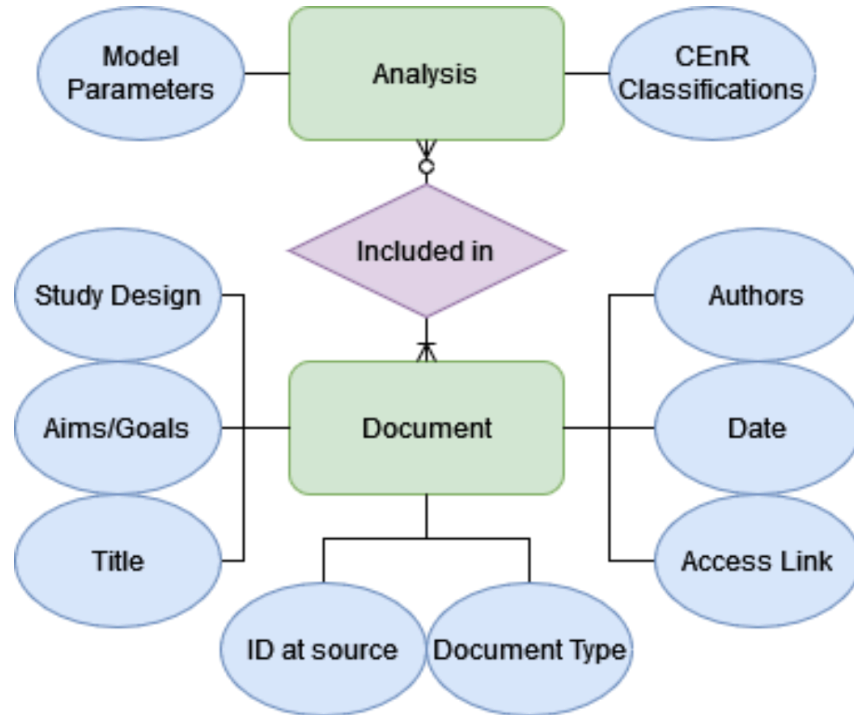 Model
Parameters
Analysis
CEnR
Classifications
Included in
Study Design
Authors
Aims/Goals
Document
Date
Title
Access Link
ID at source
Document Type